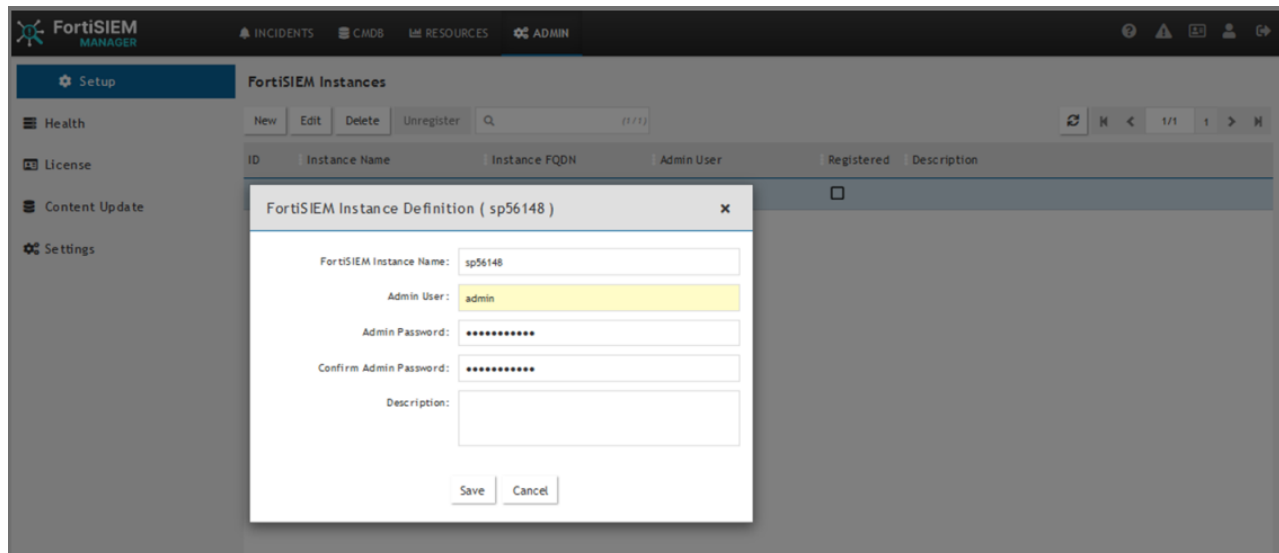 FortiSIEM
MANAGER
INCIDENTS CMDB RESOURCES ADMIN
Setup
Health
License
Content Update
Settings
FortiSIEM Instances
New Edit Delete Unregister (1/1) 1/1 1
ID Instance Name Instance FQDN Admin User Registered Description
FortiSIEM Instance Definition ( sp56148 )
FortiSIEM Instance Name: sp56148
Admin User: admin
Admin Password: •••••••••••
Confirm Admin Password: •••••••••••
Description:
Save Cancel